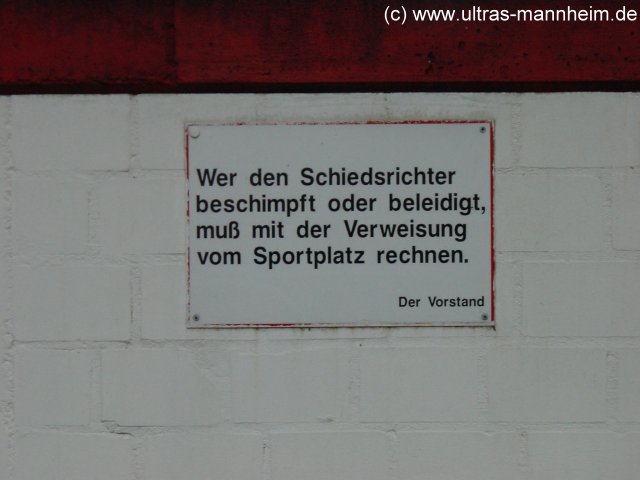 (c) www.ultras-mannheim.de
Wer den Schiedsrichter
beschimpft oder beleidigt,
muß mit der Verweisung
vom Sportplatz rechnen.
Der Vorstand